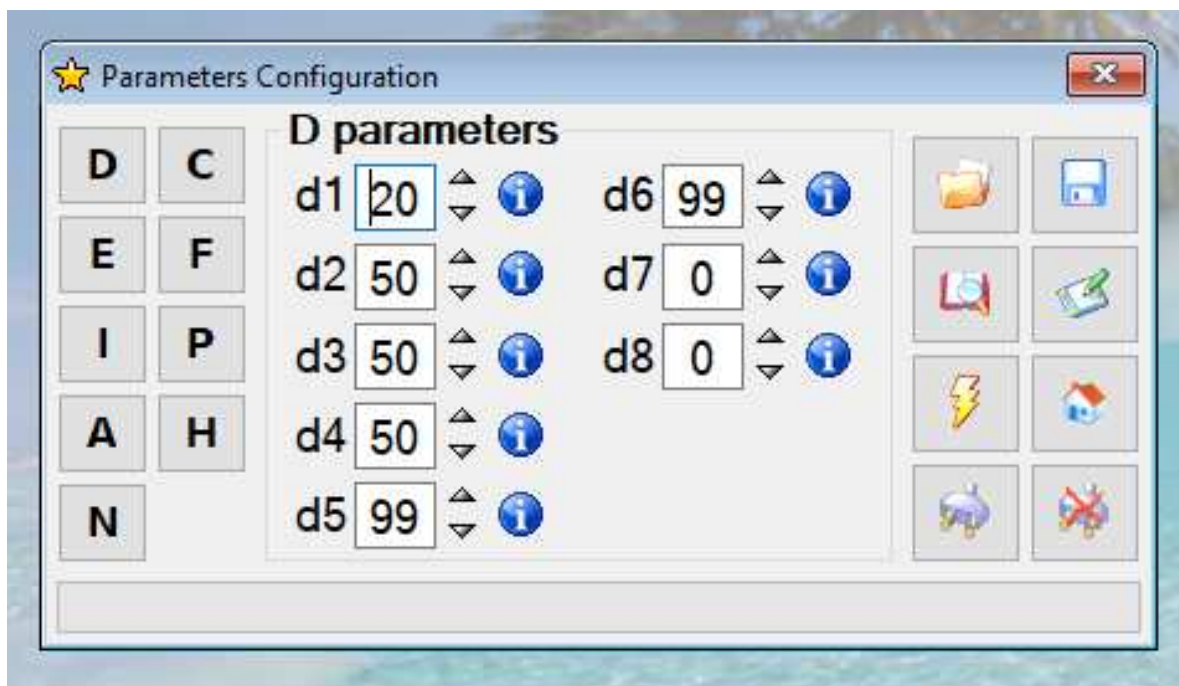 Parameters Configuration
D C
E F
I P
A H
N
D parameters
d1 20
d2 50
d3 50
d4 50
d5 99
d6 99
d7 0
d8 0